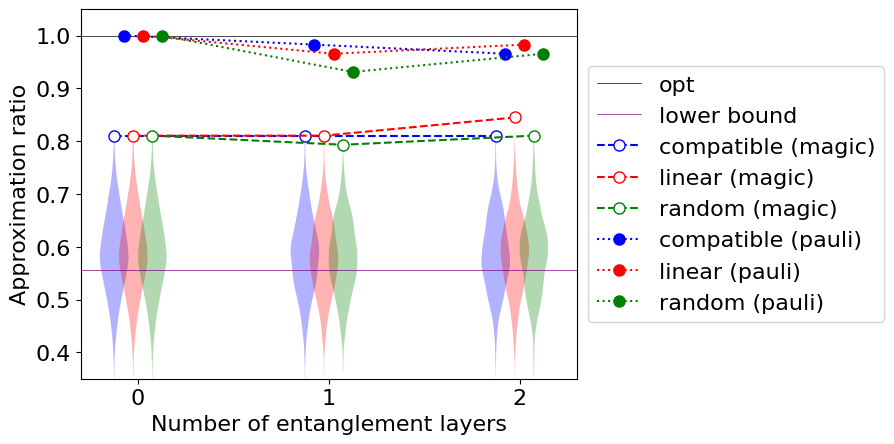 1.0
0.9
0.8
0.7
0.6
0.5
0.4
Approximation ratio
0 1 2
Number of entanglement layers
opt
lower bound
compatible (magic)
linear (magic)
random (magic)
compatible (pauli)
linear (pauli)
random (pauli)